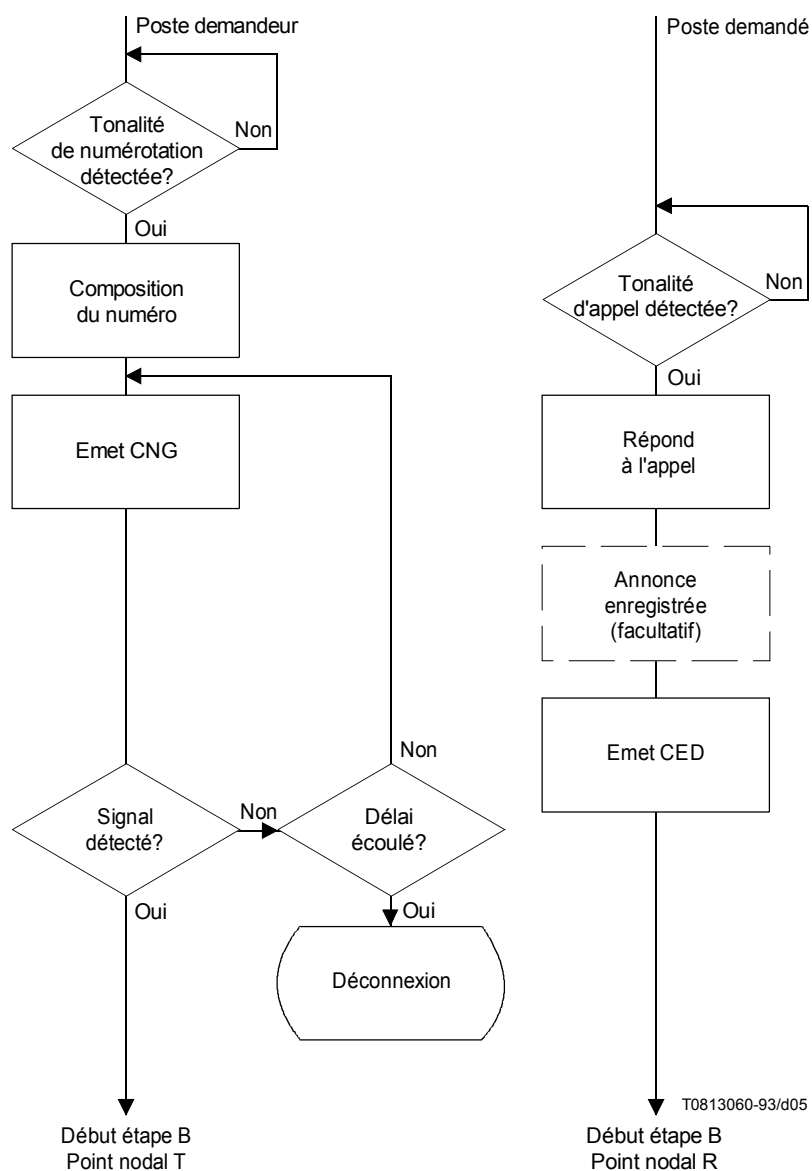 Poste demandeur
Tonalité
de numérotation
détectée?
Non
Oui
Composition
du numéro
Emet CNG
Signal
détecté?
Non
Oui
Non
Délai
écoulé?
Oui
Déconnexion
Début étape B
Point nodal T
Poste demandé
Tonalité
d'appel détectée?
Non
Oui
Répond
à l'appel
Annonce
enregistrée
(facultatif)
Emet CED
T0813060-93/d05
Début étape B
Point nodal R